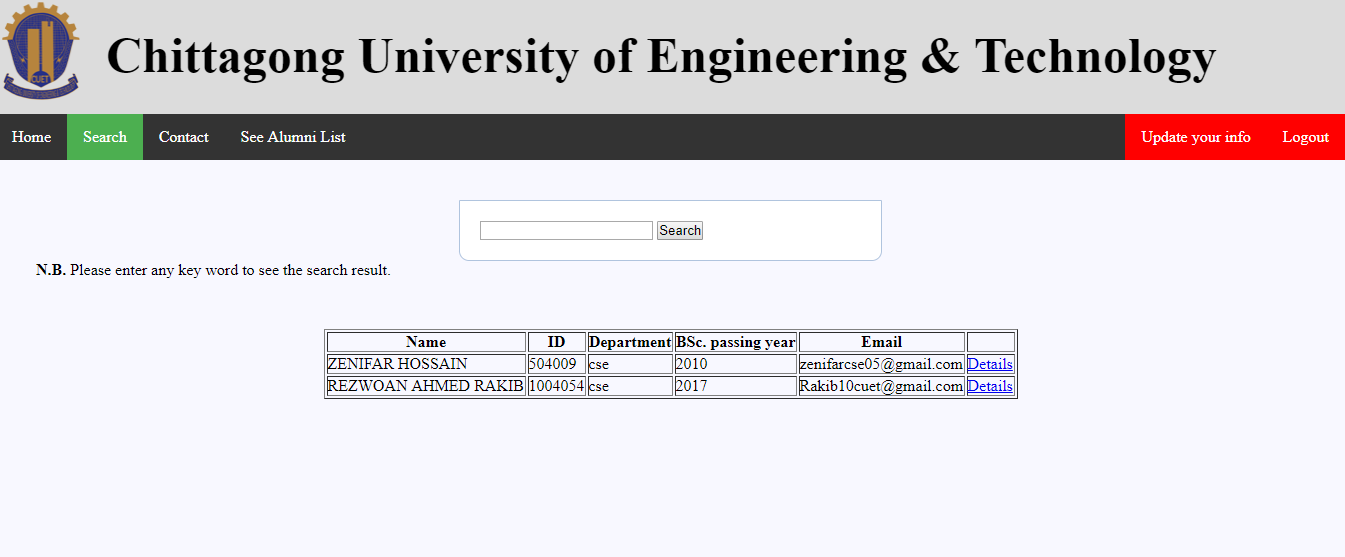 CUET
Chittagong University of Engineering & Technology
Home Search Contact See Alumni List Update your info Logout
Search
N.B. Please enter any key word to see the search result.
Name ID Department BSc. passing year Email
ZENIFAR HOSSAIN 504009 cse 2010 zenifarcse05@gmail.com Details
REZWOAN AHMED RAKIB 1004054 cse 2017 Rakib10cuet@gmail.com Details